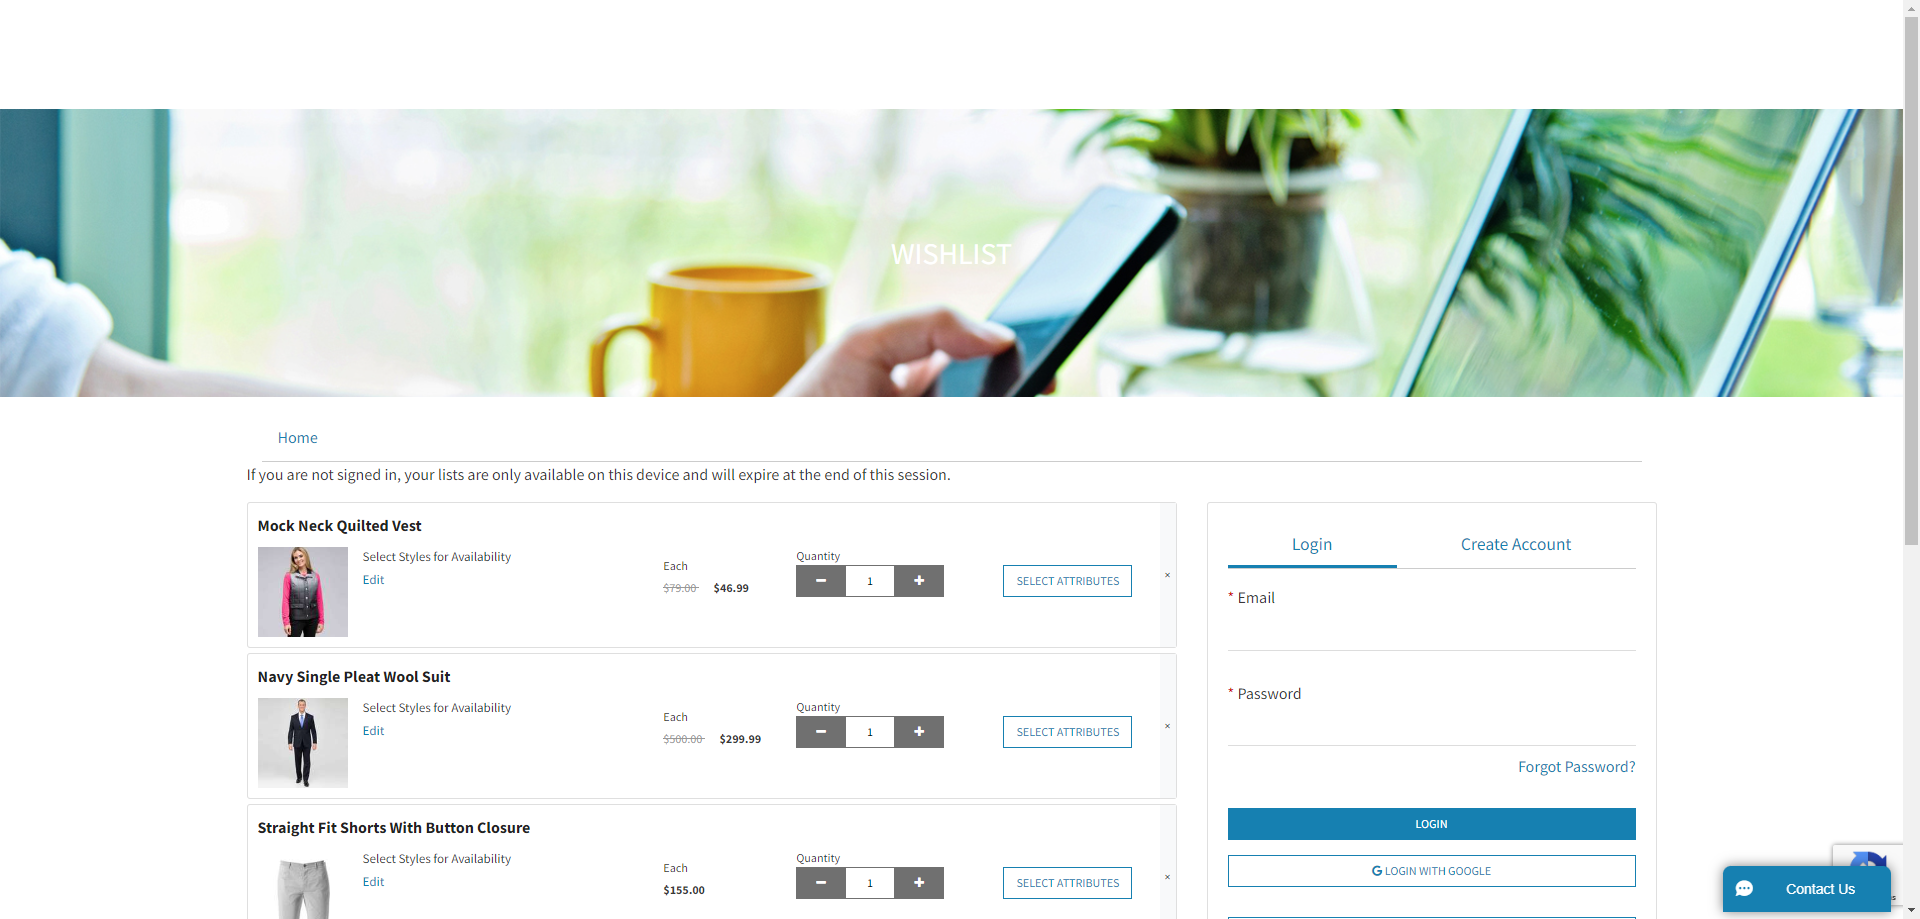 WISHLIST
Home
If you are not signed in, your lists are only available on this device and will expire at the end of this session.
Mock Neck Quilted Vest
Select Styles for Availability
Edit
Each
$79.00 $46.99
Quantity
1
SELECT ATTRIBUTES
×
Navy Single Pleat Wool Suit
Select Styles for Availability
Edit
Each
$500.00 $299.99
Quantity
1
SELECT ATTRIBUTES
×
Straight Fit Shorts With Button Closure
Select Styles for Availability
Edit
Each
$155.00
Quantity
1
SELECT ATTRIBUTES
×
Login Create Account
* Email
* Password
Forgot Password?
LOGIN
LOGIN WITH GOOGLE
Contact Us